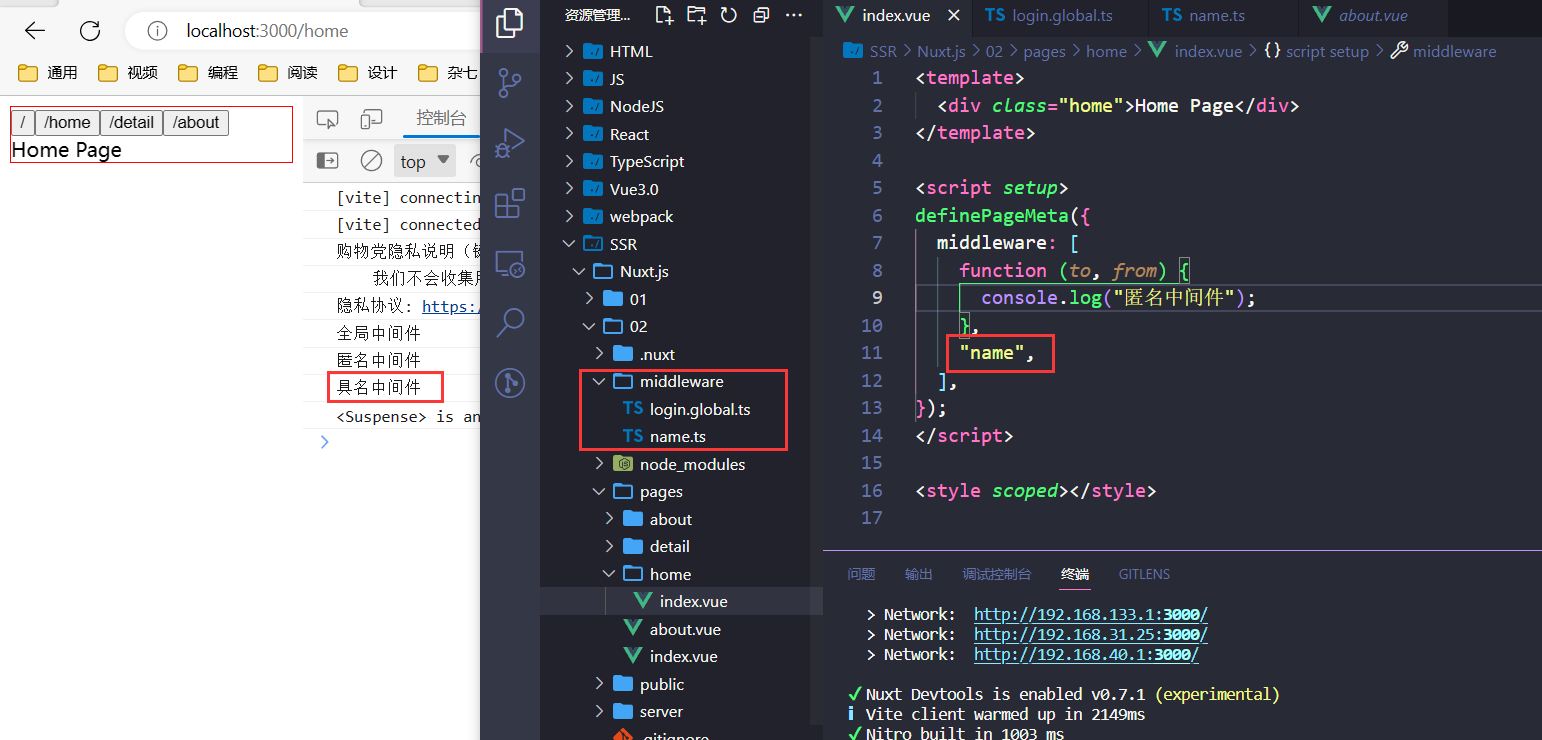 localhost:3000/home
通用 视频 编程 阅读 设计 杂七
/ /home /detail /about
Home Page
控制台
top
[vite] connectin
[vite] connected
购物党隐私说明
我们不会收集用
隐私协议: https:/
全局中间件
匿名中间件
具名中间件
<Suspense> is an
资源管理...
HTML
JS
NodeJS
React
TypeScript
Vue3.0
webpack
SSR
Nuxt.js
01
02
.nuxt
middleware
TS login.global.ts
TS name.ts
node_modules
pages
about
detail
home
index.vue
about.vue
index.vue
public
server
.gitignore
index.vue TS login.global.ts TS name.ts about.vue
SSR > Nuxt.js > 02 > pages > home > index.vue > {} script setup > middleware
1 <template>
2 <div class="home">Home Page</div>
3 </template>
4
5 <script setup>
6 definePageMeta({
7 middleware: [
8 function (to, from) {
9 console.log("匿名中间件");
10 },
11 "name",
12 ],
13 });
14 </script>
15
16 <style scoped></style>
17
问题 输出 调试控制台 终端 GITLENS
> Network: http://192.168.133.1:3000/
> Network: http://192.168.31.25:3000/
> Network: http://192.168.40.1:3000/
✓ Nuxt Devtools is enabled v0.7.1 (experimental)
i Vite client warmed up in 2149ms
✓ Nitro built in 1003 ms